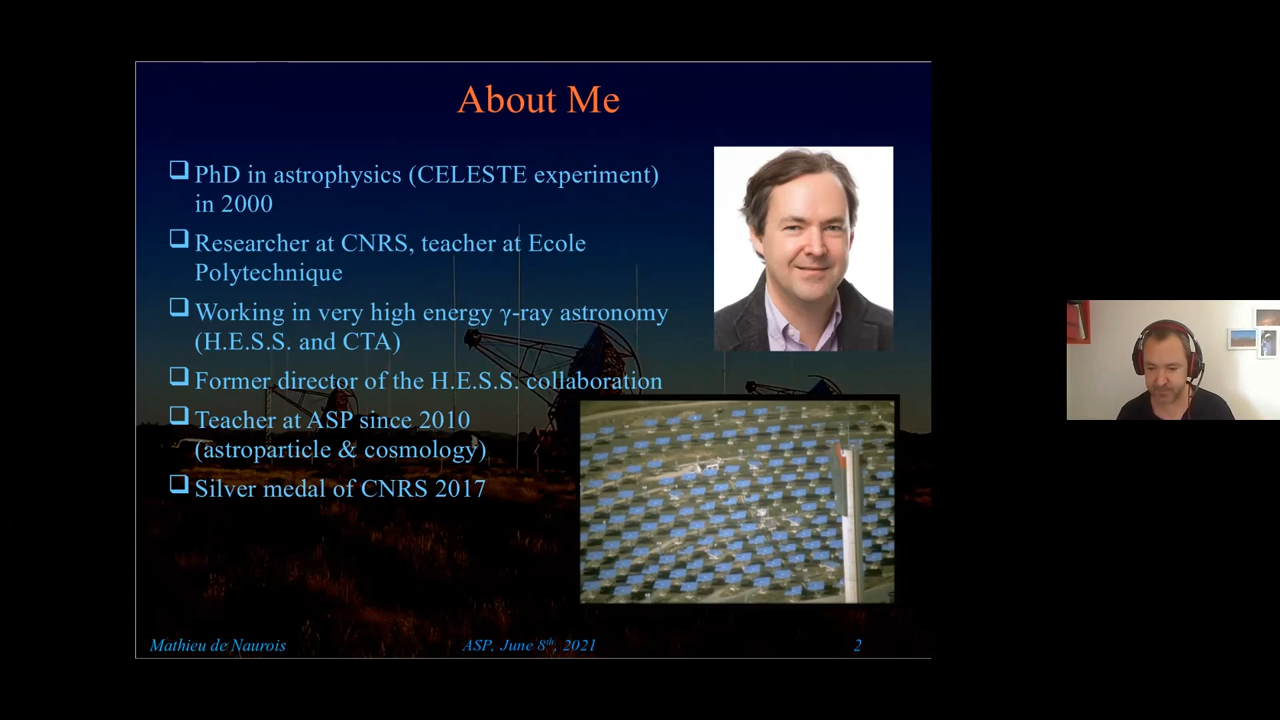 About Me
PhD in astrophysics (CELESTE experiment)
in 2000
Researcher at CNRS, teacher at Ecole
Polytechnique
Working in very high energy γ-ray astronomy
(H.E.S.S. and CTA)
Former director of the H.E.S.S. collaboration
Teacher at ASP since 2010
(astroparticle & cosmology)
Silver medal of CNRS 2017
Mathieu de Naurois
ASP, June 8th, 2021
2